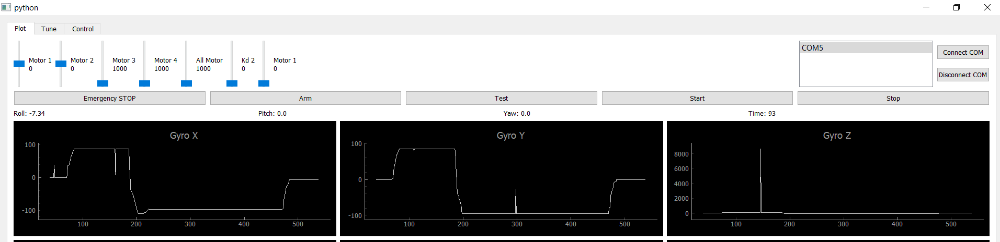 python
Plot Tune Control
Motor 1 Motor 2 Motor 3 Motor 4 All Motor Kd 2 Motor 1
0 0 1000 1000 1000 0 0
COM5
Connect COM
Disconnect COM
Emergency STOP Arm Test Start Stop
Roll: -7.34 Pitch: 0.0 Yaw: 0.0 Time: 93
Gyro X
100
0
-100
100 200 300 400 500
Gyro Y
100
0
-100
100 200 300 400 500
Gyro Z
8000
6000
4000
2000
0
100 200 300 400 500